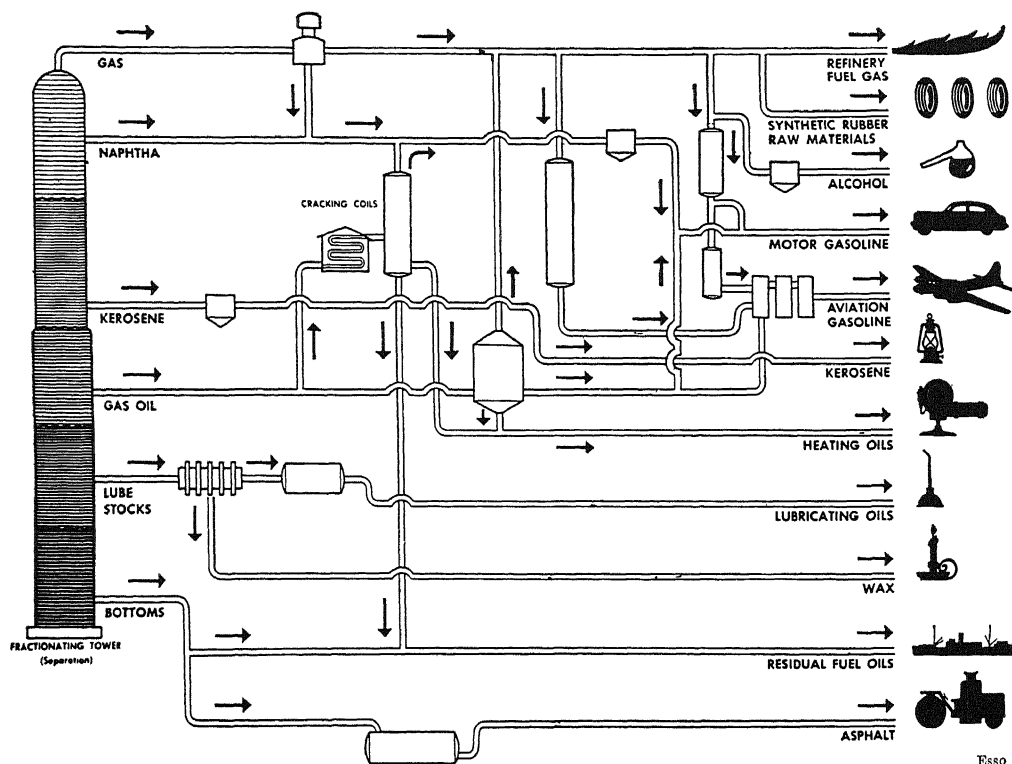 GAS
REFINERY
FUEL GAS
SYNTHETIC RUBBER
RAW MATERIALS
NAPHTHA
ALCOHOL
CRACKING COILS
MOTOR GASOLINE
KEROSENE
AVIATION
GASOLINE
KEROSENE
GAS OIL
HEATING OILS
LUBE
STOCKS
LUBRICATING OILS
WAX
BOTTOMS
FRACTIONATING TOWER
(Separation)
RESIDUAL FUEL OILS
ASPHALT
Esso